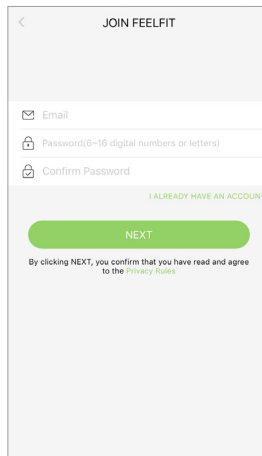 JOIN FEELFIT
Email
Password(6-16 digital numbers or letters)
Confirm Password
I ALREADY HAVE AN ACCOUNT
NEXT
By clicking NEXT, you confirm that you have read and agree
to the Privacy Rules